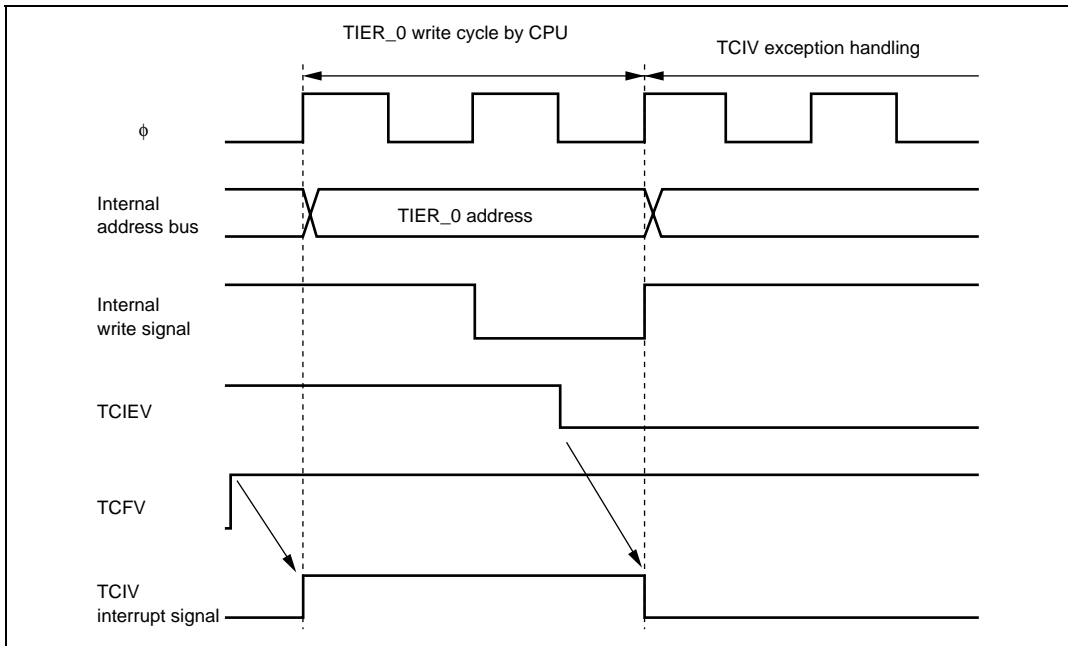 TIER_0 write cycle by CPU
TCIV exception handling
ϕ
Internal
address bus
TIER_0 address
Internal
write signal
TCIEV
TCFV
TCIV
interrupt signal